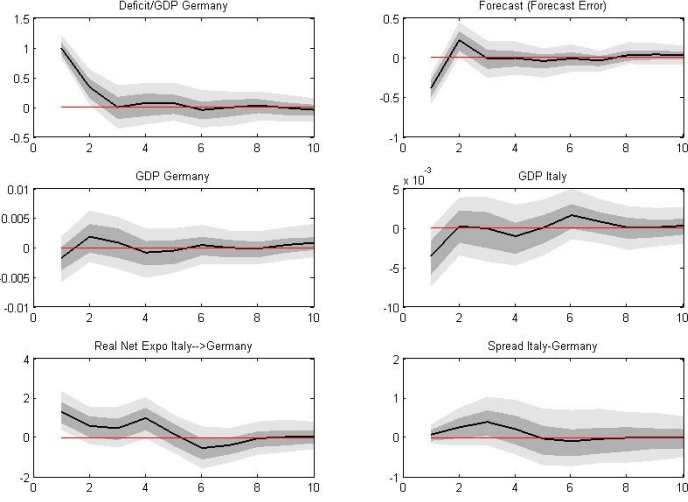 Deficit/GDP Germany
1.5
1
0.5
0
-0.5
0 2 4 6 8 10
Forecast (Forecast Error)
0.5
0
-0.5
-1
0 2 4 6 8 10
GDP Germany
0.01
0.005
0
-0.005
-0.01
0 2 4 6 8 10
GDP Italy
x 10^-3
5
0
-5
-10
0 2 4 6 8 10
Real Net Expo Italy-->Germany
4
2
0
-2
0 2 4 6 8 10
Spread Italy-Germany
2
1
0
-1
0 2 4 6 8 10